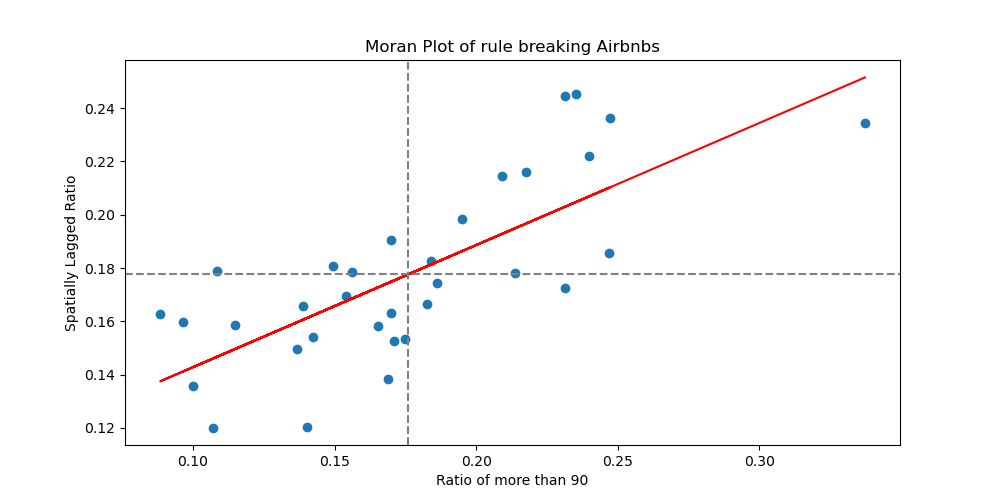 Moran Plot of rule breaking Airbnbs
Spatially Lagged Ratio
0.24
0.22
0.20
0.18
0.16
0.14
0.12
0.10 0.15 0.20 0.25 0.30
Ratio of more than 90